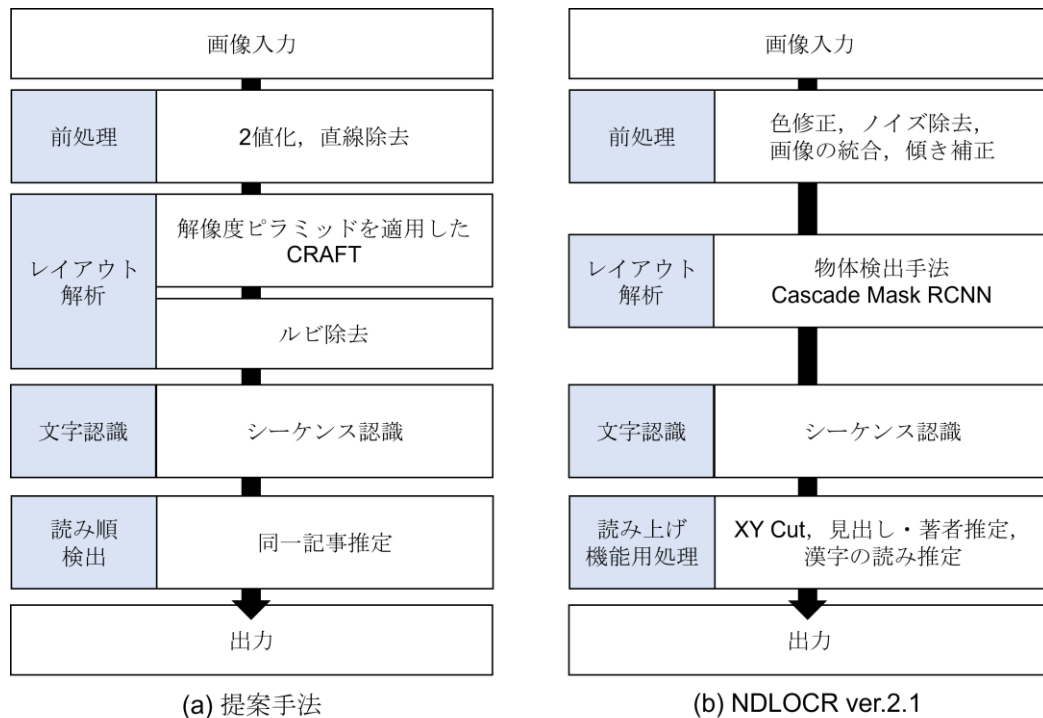 画像入力
前処理
2値化，直線除去
レイアウト
解析
解像度ピラミッドを適用した
CRAFT
ルビ除去
文字認識
シーケンス認識
読み順
検出
同一記事推定
出力
(a) 提案手法
画像入力
前処理
色修正，ノイズ除去，
画像の統合，傾き補正
レイアウト
解析
物体検出手法
Cascade Mask RCNN
文字認識
シーケンス認識
読み上げ
機能用処理
XY Cut，見出し・著者推定，
漢字の読み推定
出力
(b) NDLOCR ver.2.1